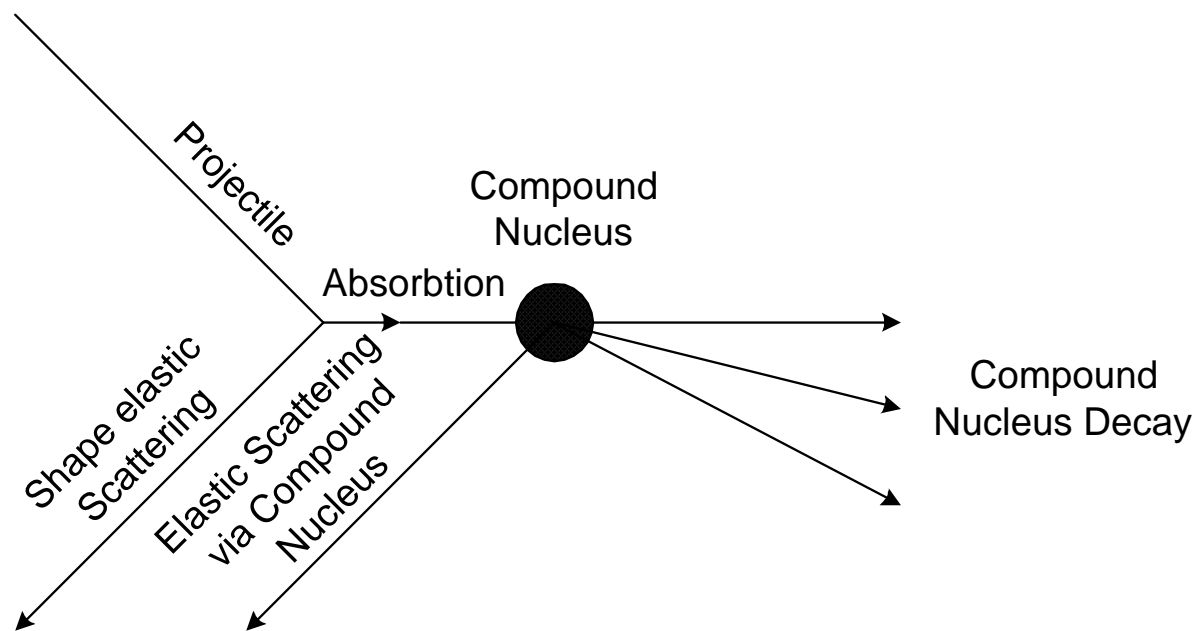 Projectile
Compound
Nucleus
Absorbtion
Shape elastic
Scattering
Elastic Scattering
via Compound
Nucleus
Compound
Nucleus Decay